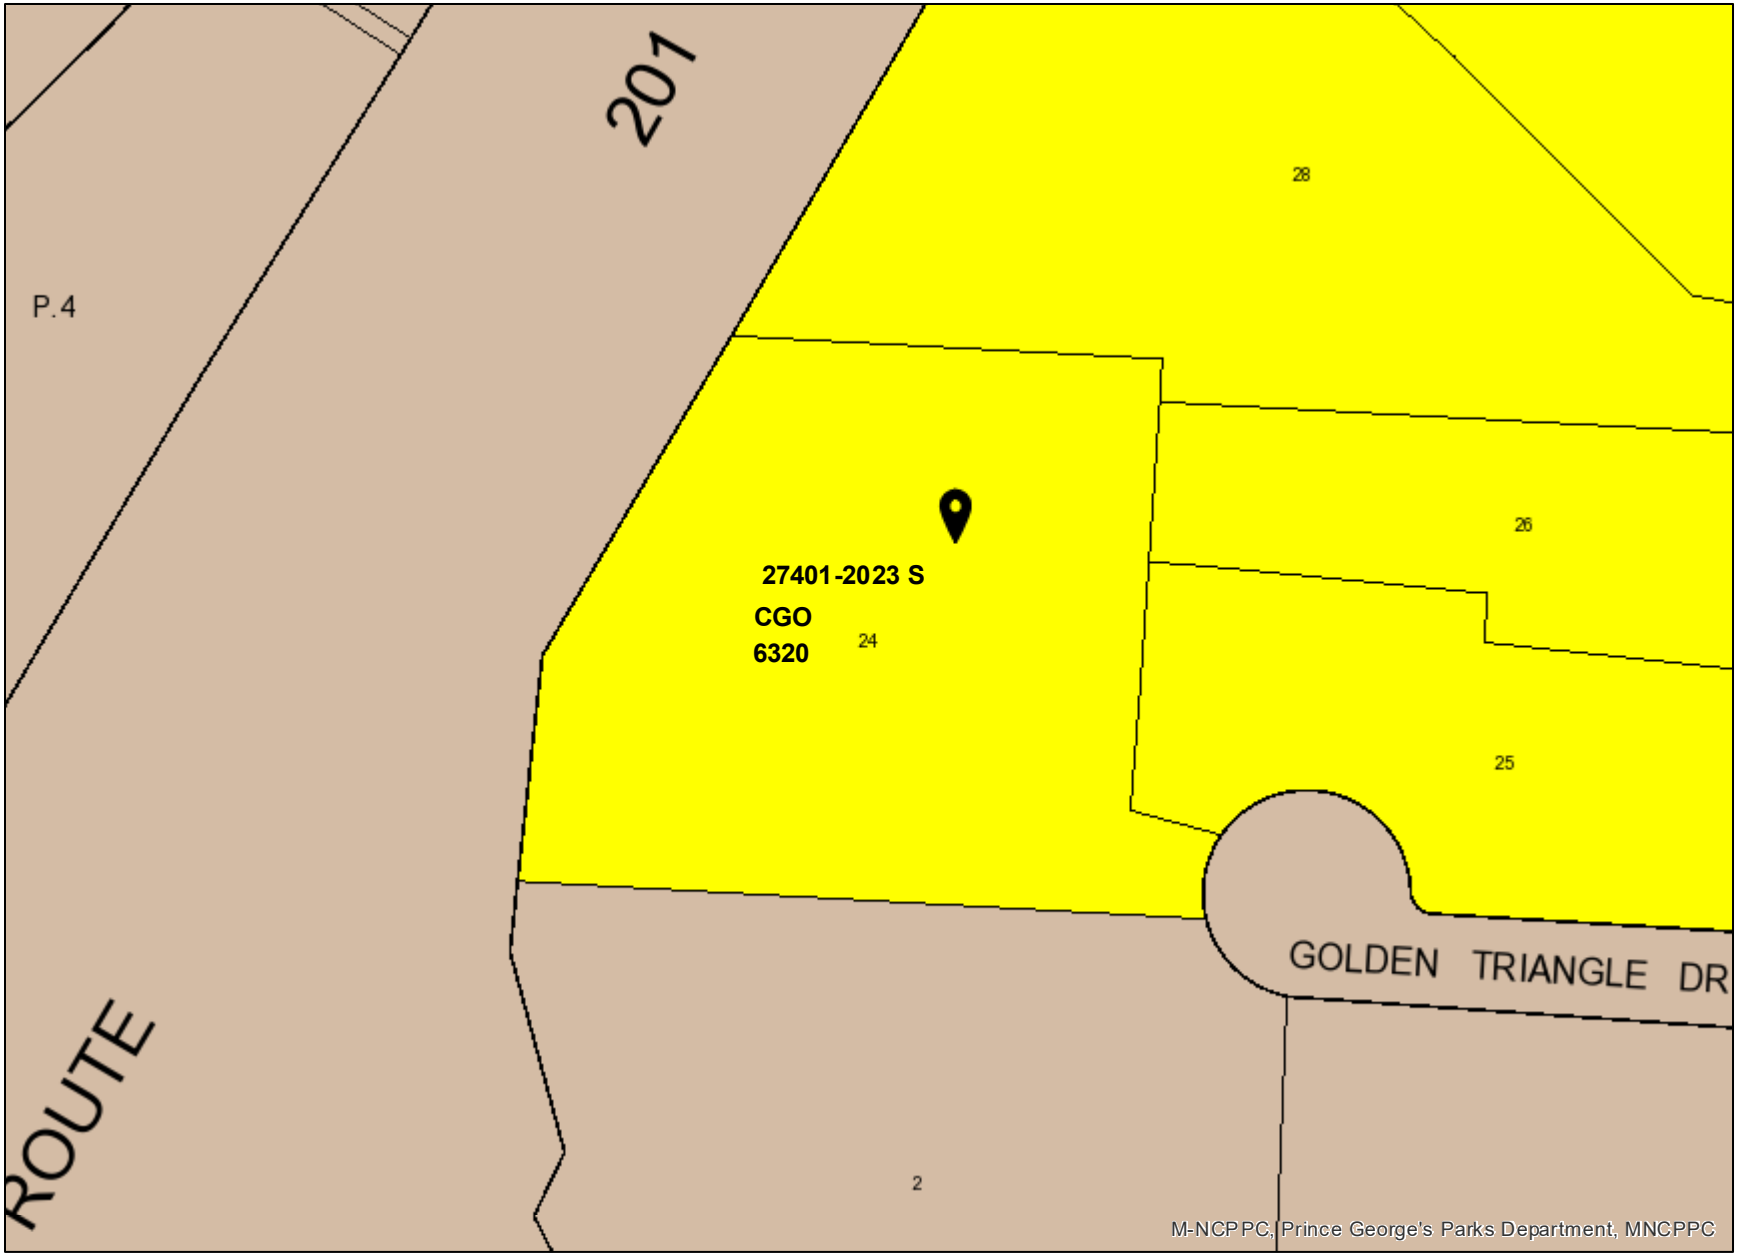 201
28
P.4
26
27401-2023 S
CGO
24
6320
25
GOLDEN TRIANGLE DR
ROUTE
2
M-NCPPC, Prince George's Parks Department, MNCPPC